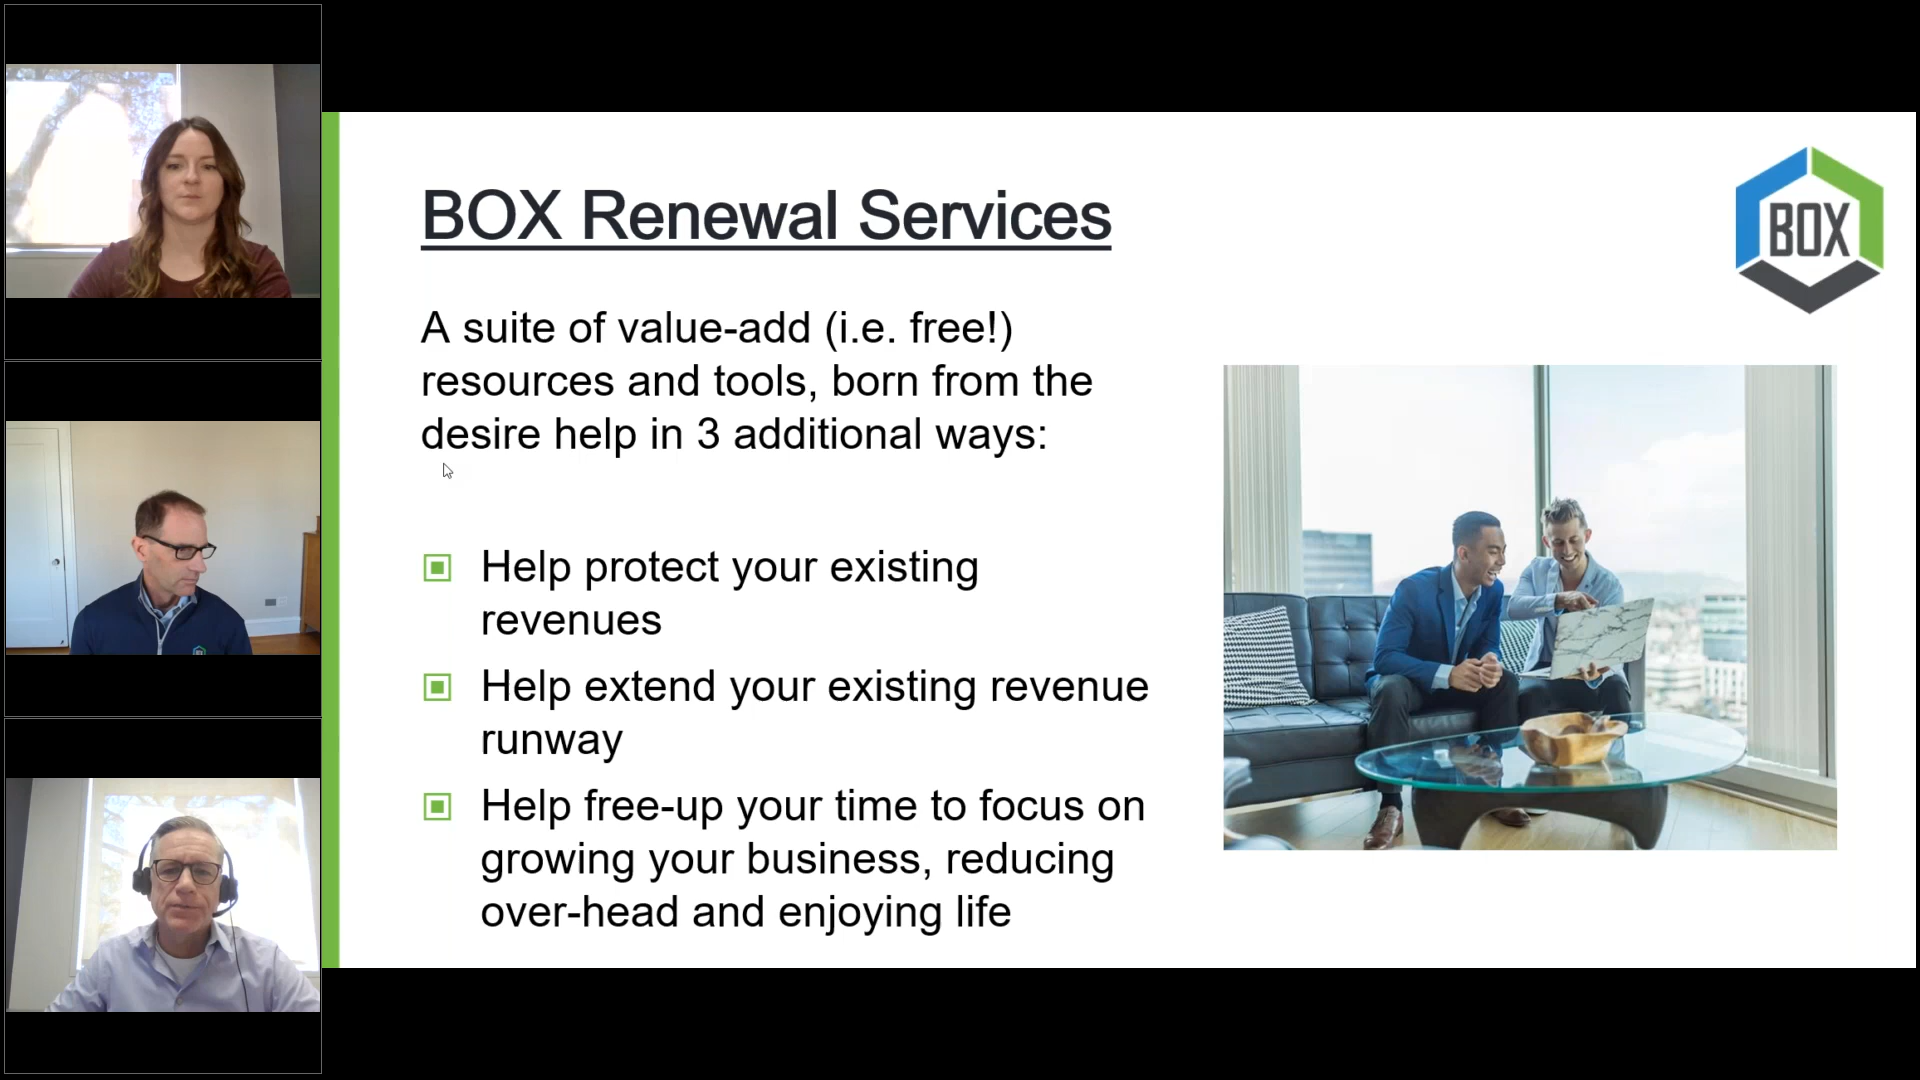 BOX Renewal Services
BOX
A suite of value-add (i.e. free!)
resources and tools, born from the
desire help in 3 additional ways:
Help protect your existing
revenues
Help extend your existing revenue
runway
Help free-up your time to focus on
growing your business, reducing
over-head and enjoying life